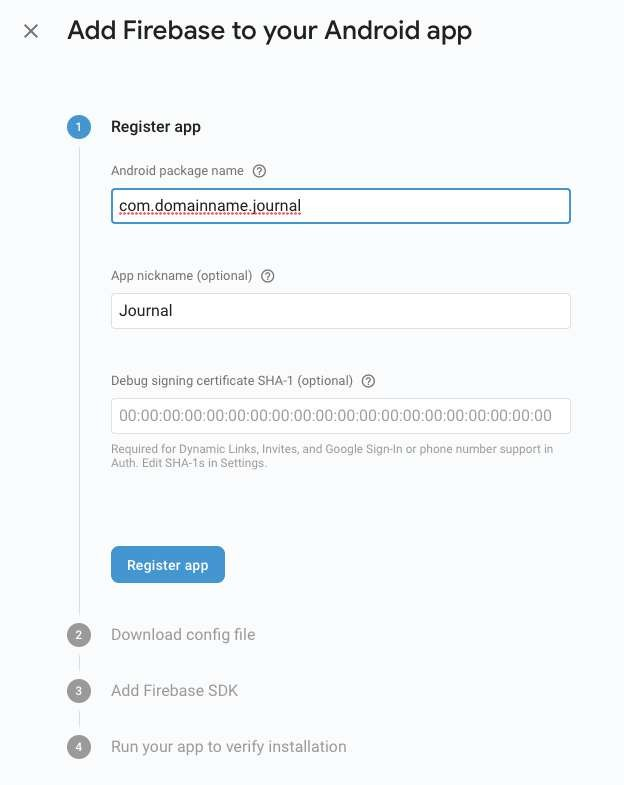 Add Firebase to your Android app
1 Register app
Android package name ?
com.domainname.journal
App nickname (optional) ?
Journal
Debug signing certificate SHA-1 (optional) ?
00:00:00:00:00:00:00:00:00:00:00:00:00:00:00:00:00:00:00:00
Required for Dynamic Links, Invites, and Google Sign-In or phone number support in
Auth. Edit SHA-1s in Settings.
Register app
2 Download config file
3 Add Firebase SDK
4 Run your app to verify installation